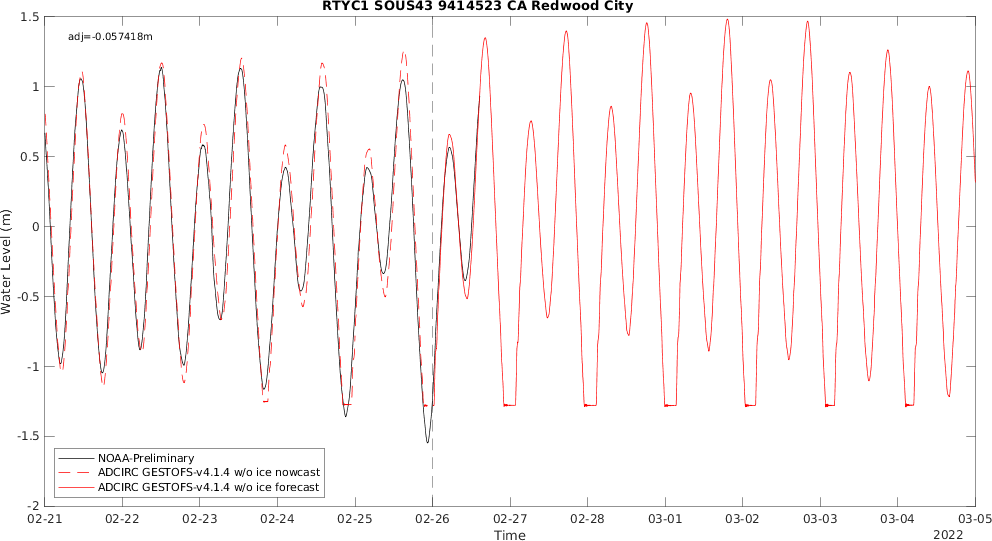 RTYC1 SOUS43 9414523 CA Redwood City
adj=-0.057418m
1.5
1
0.5
0
-0.5
-1
-1.5
-2
Water Level (m)
NOAA-Preliminary
ADCIRC GESTOFS-v4.1.4 w/o ice nowcast
ADCIRC GESTOFS-v4.1.4 w/o ice forecast
02-21 02-22 02-23 02-24 02-25 02-26 02-27 02-28 03-01 03-02 03-03 03-04 03-05
Time
2022